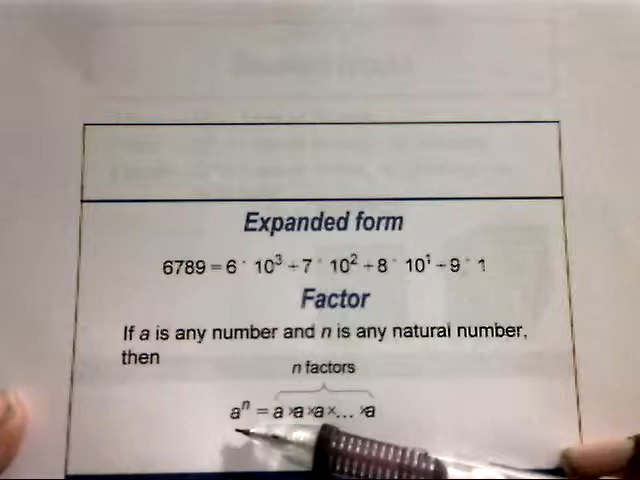 Expanded form
6789 = 6 · 10³ + 7 · 10² + 8 · 10¹ + 9 · 1
Factor
If a is any number and n is any natural number,
then
n factors
aⁿ = a × a × a × ... × a